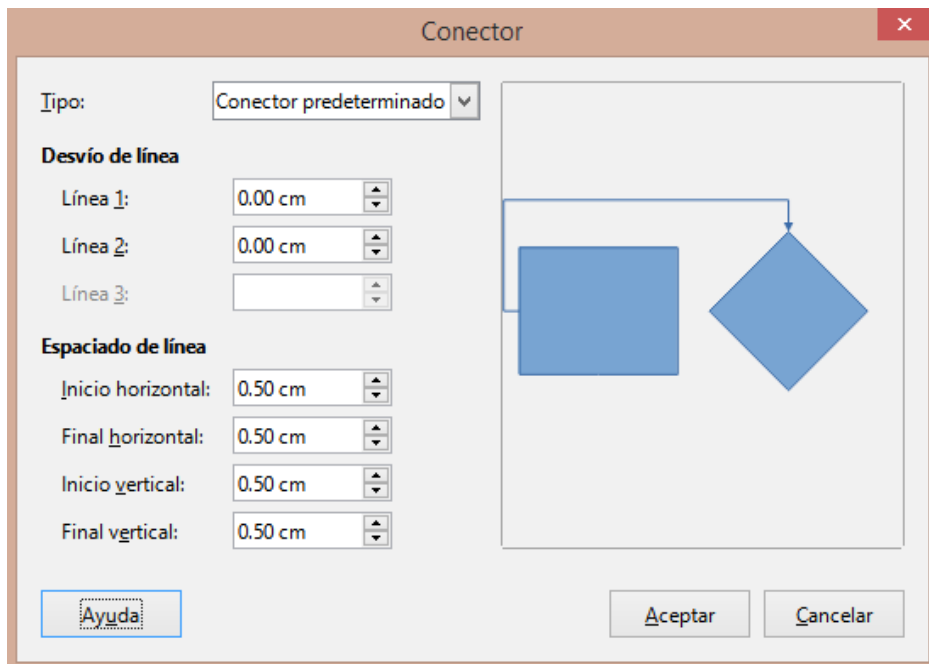 Conector
Tipo: Conector predeterminado
Desvío de línea
Línea 1: 0.00 cm
Línea 2: 0.00 cm
Línea 3:
Espaciado de línea
Inicio horizontal: 0.50 cm
Final horizontal: 0.50 cm
Inicio vertical: 0.50 cm
Final vertical: 0.50 cm
Ayuda Aceptar Cancelar